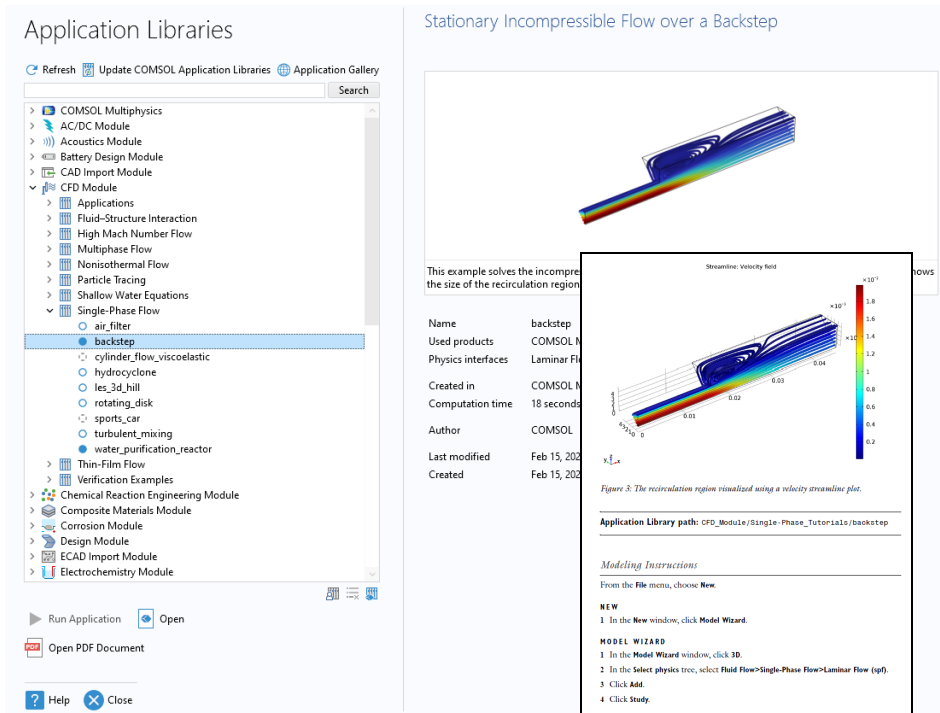 Application Libraries
Refresh Update COMSOL Application Libraries Application Gallery
Search
COMSOL Multiphysics
AC/DC Module
Acoustics Module
Battery Design Module
CAD Import Module
CFD Module
Applications
Fluid–Structure Interaction
High Mach Number Flow
Multiphase Flow
Nonisothermal Flow
Particle Tracing
Shallow Water Equations
Single-Phase Flow
air_filter
backstep
cylinder_flow_viscoelastic
hydrocyclone
les_3d_hill
rotating_disk
sports_car
turbulent_mixing
water_purification_reactor
Thin-Film Flow
Verification Examples
Chemical Reaction Engineering Module
Composite Materials Module
Corrosion Module
Design Module
ECAD Import Module
Electrochemistry Module
Run Application Open
PDF Open PDF Document
? Help Close
Stationary Incompressible Flow over a Backstep
This example solves the incompre
nows
the size of the recirculation region
Name backstep
Used products COMSOL M
Physics interfaces Laminar Fl
Created in COMSOL M
Computation time 18 seconds
Author COMSOL
Last modified Feb 15, 202
Created Feb 15, 202
Streamline: Velocity field
×10⁻²
1.8
1.6
1.4
1.2
1
0.8
0.6
0.4
0.2
0.04
0.03
0.02
0.01
0
y z x
Figure 3: The recirculation region visualized using a velocity streamline plot.
Application Library path: CFD_Module/Single-Phase_Tutorials/backstep
Modeling Instructions
From the File menu, choose New.
NEW
1 In the New window, click Model Wizard.
MODEL WIZARD
1 In the Model Wizard window, click 3D.
2 In the Select physics tree, select Fluid Flow>Single-Phase Flow>Laminar Flow (spf).
3 Click Add.
4 Click Study.